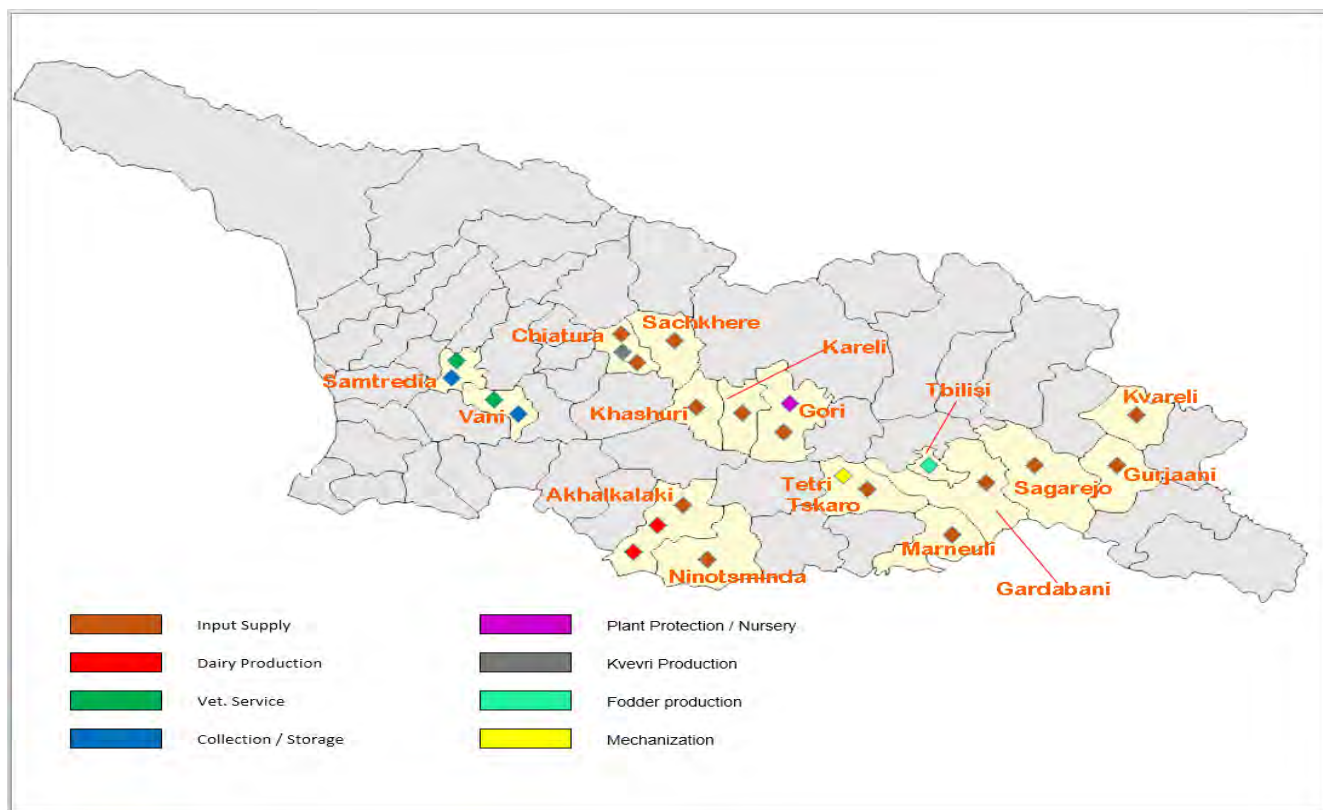 Sachkhere
Chiatura
Kareli
Samtredia
Tbilisi
Kvareli
Vani
Khashuri
Gori
Gurjaani
Tetri
Tskaro
Sagarejo
Akhalkalaki
Marneuli
Ninotsminda
Gardabani
Input Supply
Dairy Production
Vet. Service
Collection / Storage
Plant Protection / Nursery
Kvevri Production
Fodder production
Mechanization